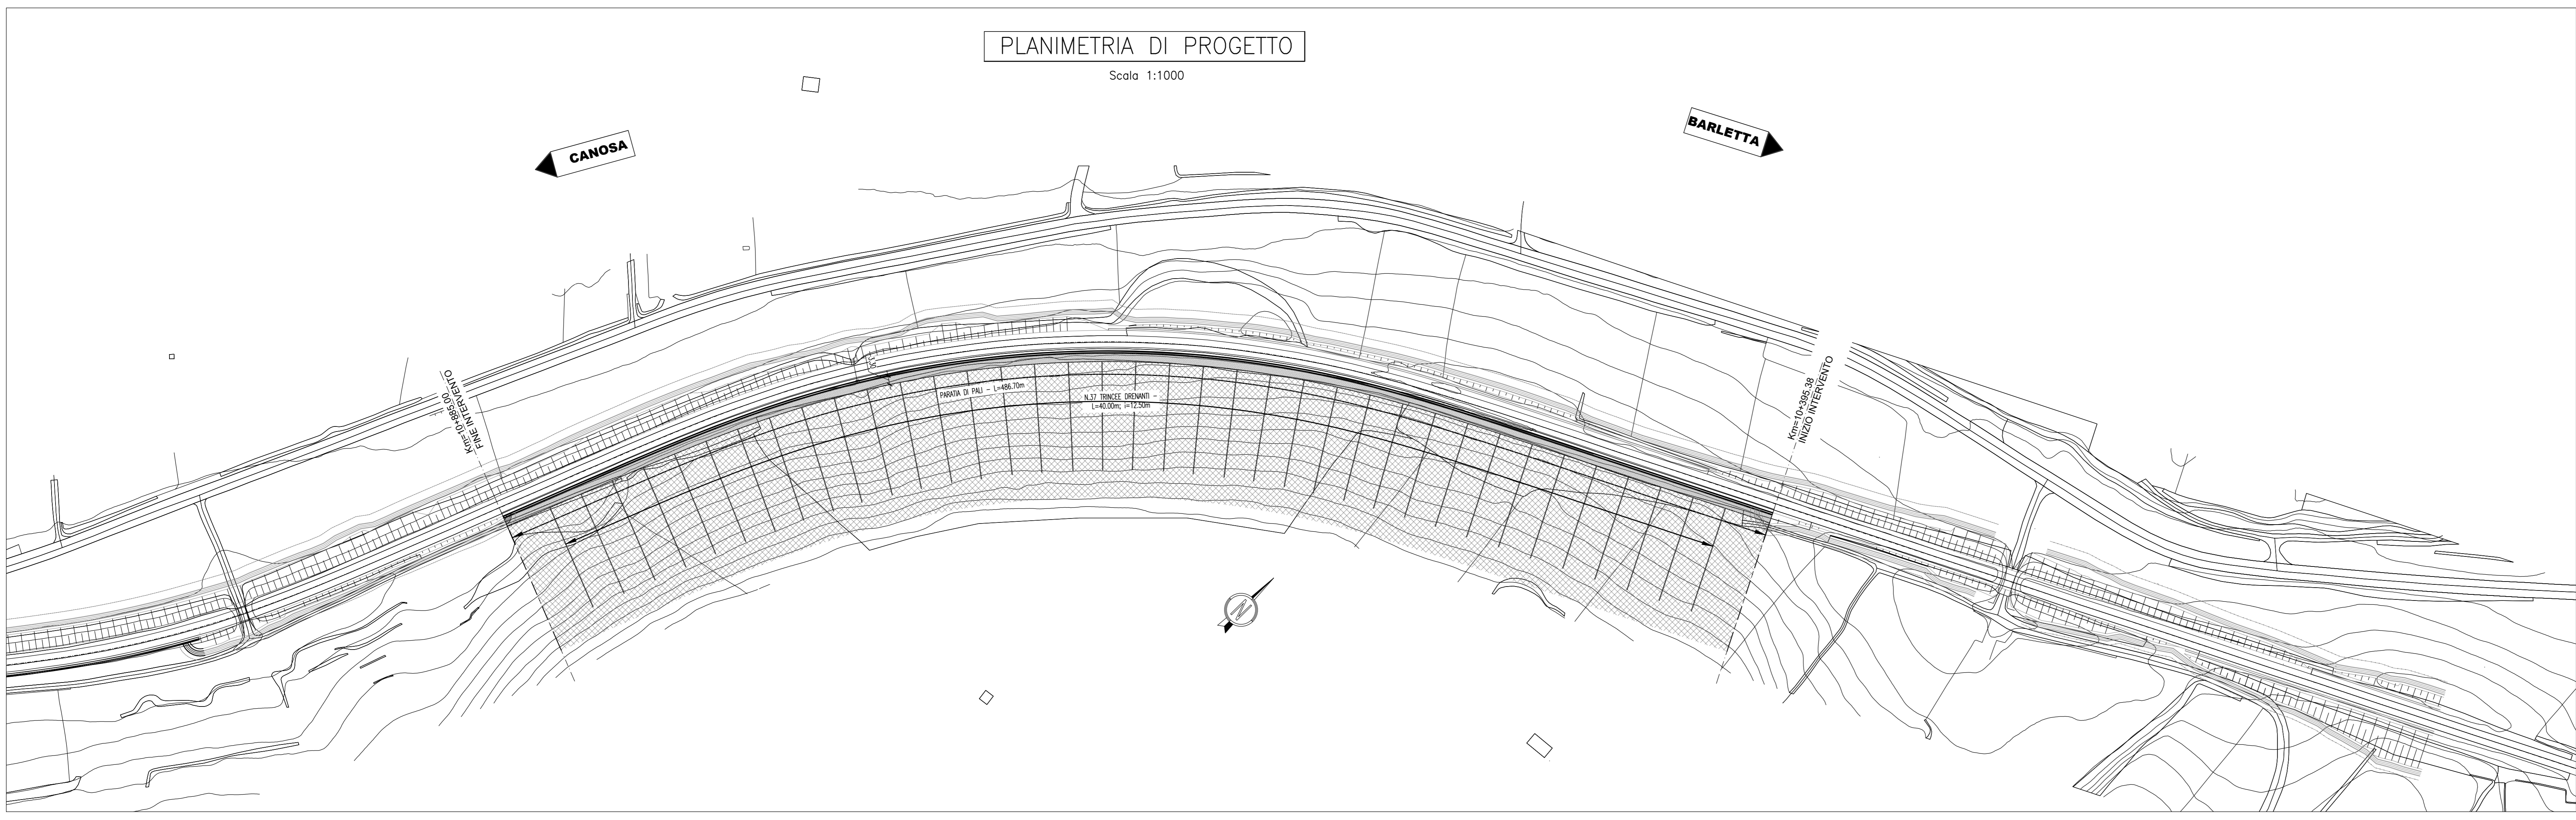 PLANIMETRIA DI PROGETTO
Scala 1:1000
CANOSA
BARLETTA
Km=10+885.00
FINE INTERVENTO
PARATIA DI PALI - L=486.70m
N.37 TRINCEE DRENANTI -
L=40.00m; i=12.50m
Km=10+395.38
INIZIO INTERVENTO
N